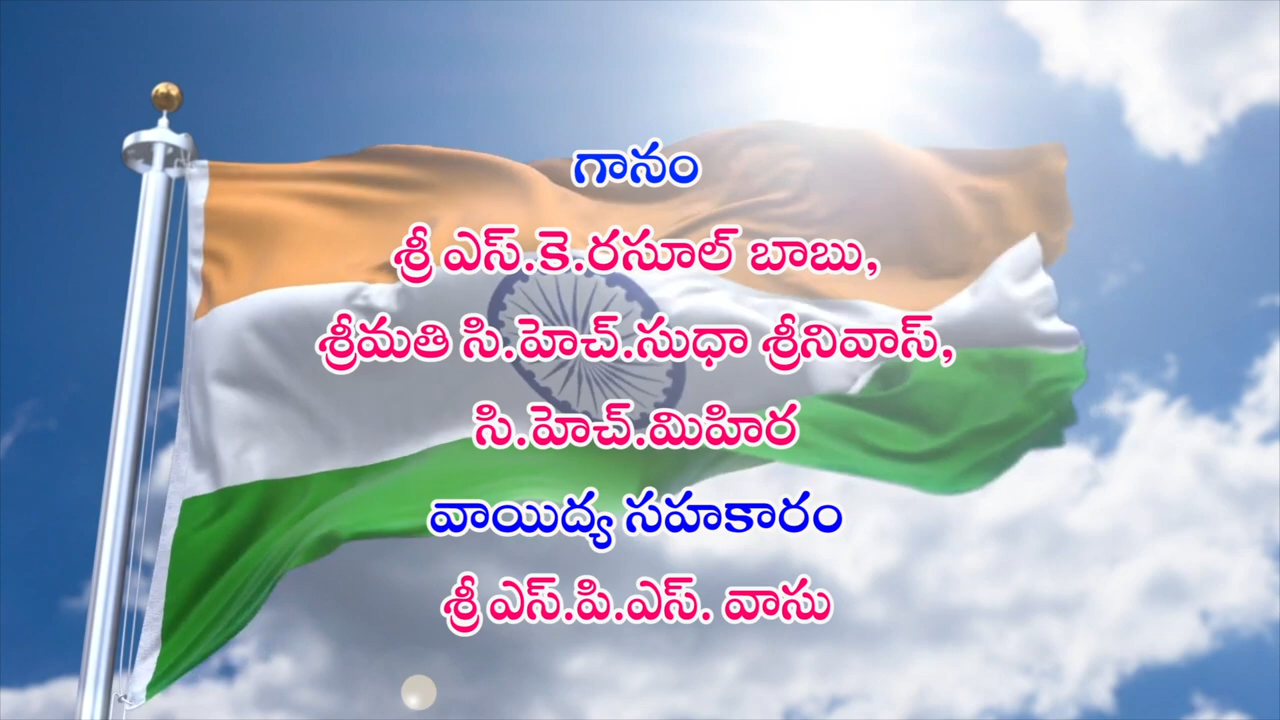 గానం
శ్రీ ఎస్.కె.రసూల్ బాబు,
శ్రీమతి సి.హెచ్.సుధా శ్రీనివాస్,
సి.హెచ్.మిహిర
వాయిద్య సహకారం
శ్రీ ఎస్.పి.ఎస్. వాసు